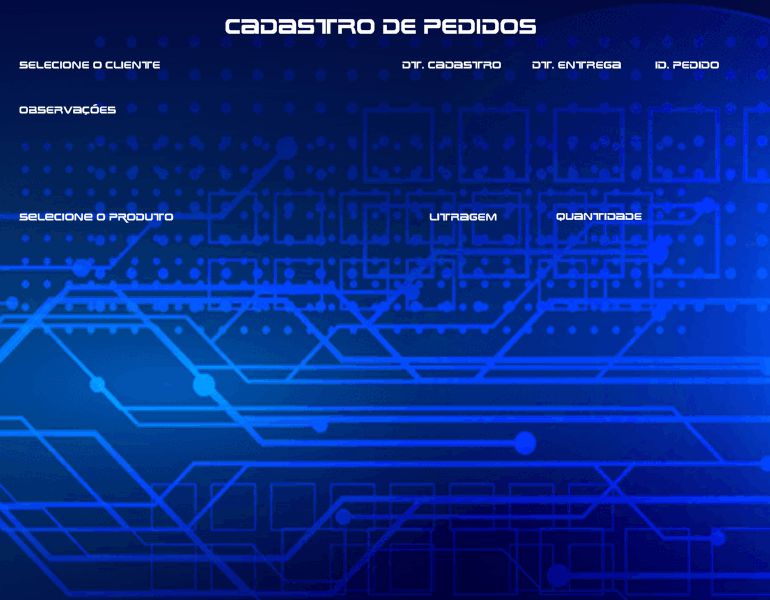 CADASTRO DE PEDIDOS
SELECIONE O CLIENTE DT. CADASTRO DT. ENTREGA ID. PEDIDO
OBSERVAÇÕES
SELECIONE O PRODUTO LITRAGEM QUANTIDADE